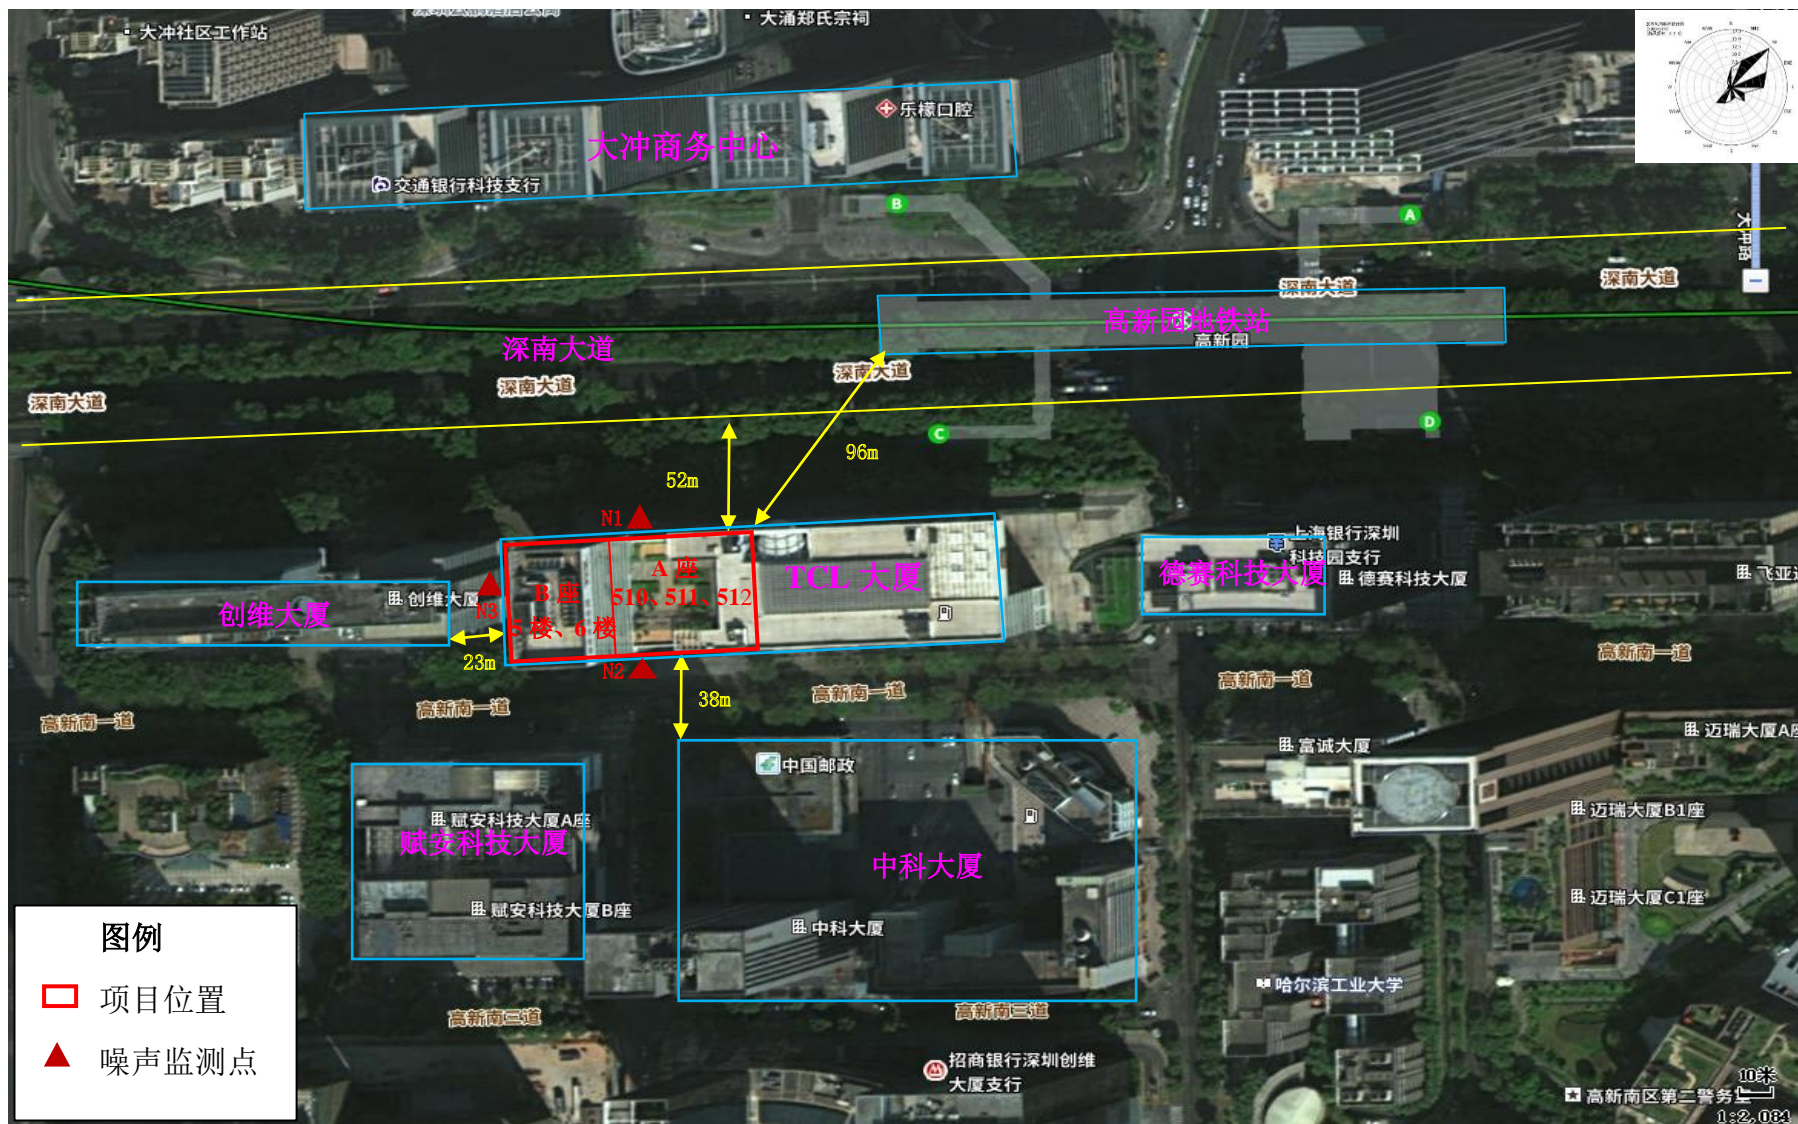 大冲社区工作站
大涌郑氏宗祠
乐檬口腔
大冲商务中心
交通银行科技支行
B
A
大冲路
深南大道
深南大道
高新园地铁站
高新园
深南大道
深南大道
深南大道
深南大道
C
D
96m
52m
N1
上海银行深圳
科技园支行
A 座
TCL 大厦
德赛科技大厦
德赛科技大厦
创维大厦
创维大厦
N3
B 座
510、511、512
5 楼、6 楼
23m
N2
38m
高新南一道
高新南一道
高新南一道
高新南一道
高新南一道
富诚大厦
迈瑞大厦A座
中国邮政
迈瑞大厦B1座
赋安科技大厦A座
赋安科技大厦
中科大厦
迈瑞大厦C1座
赋安科技大厦B座
中科大厦
哈尔滨工业大学
高新南三道
高新南三道
招商银行深圳创维
大厦支行
高新南区第二警务室
10米
1:2,084
图例
项目位置
噪声监测点